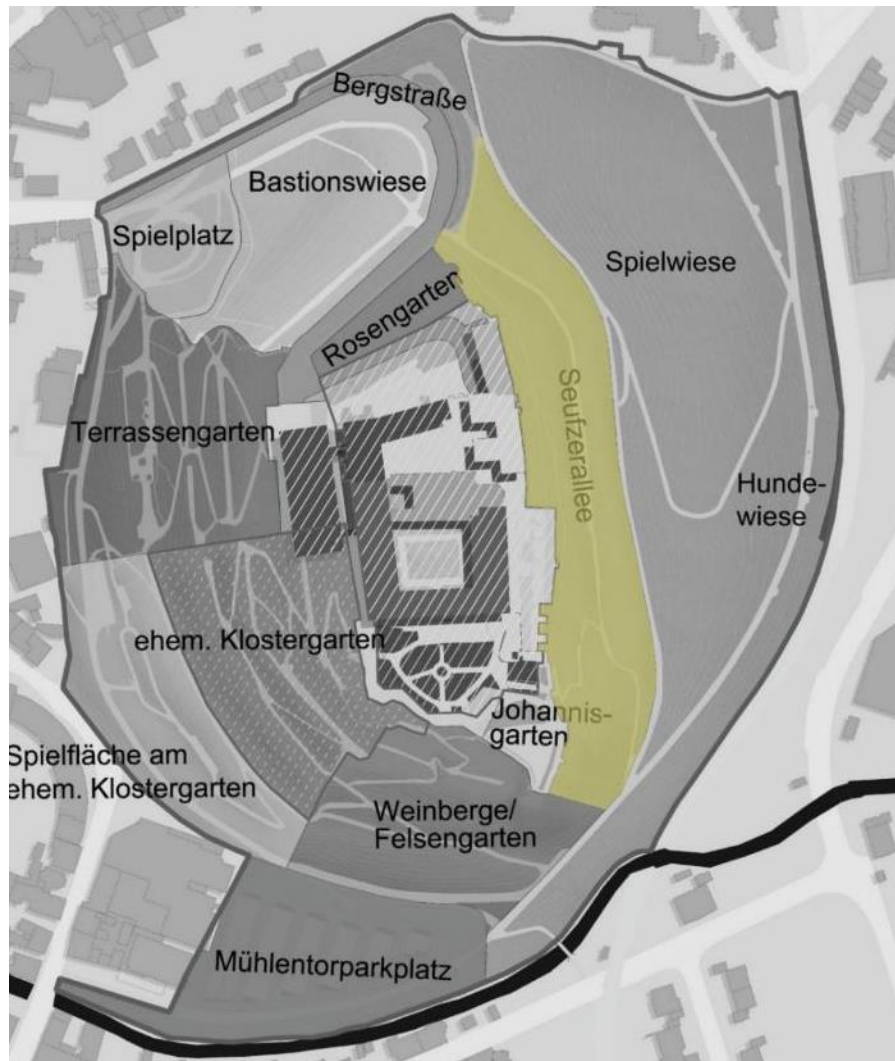 Bergstraße
Bastionswiese
Spielplatz
Spielwiese
Rosengarten
Seufzerallee
Terrassengarten
Hunde-
wiese
ehem. Klostergarten
Johannis-
garten
Spielfläche am
ehem. Klostergarten
Weinberge/
Felsengarten
Mühlentorparkplatz